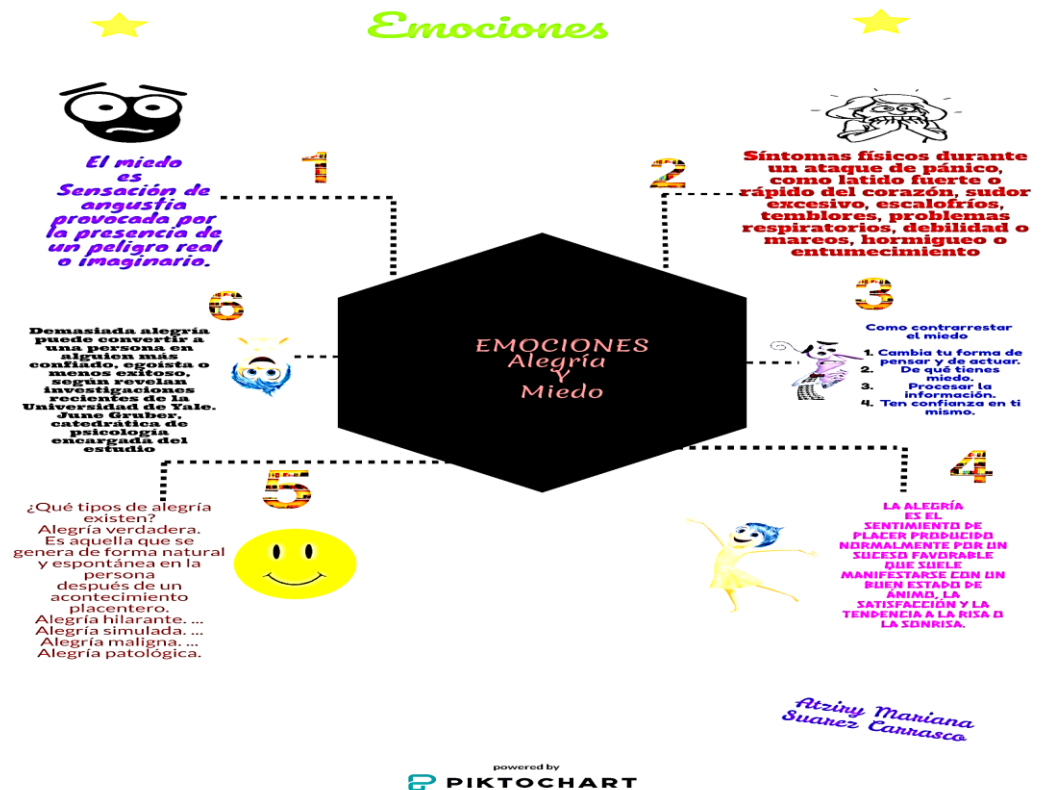 Emociones
El miedo
es
Sensación de
angustia
provocada por
la presencia de
un peligro real
o imaginario.
1
2
Síntomas físicos durante
un ataque de pánico,
como latido fuerte o
rápido del corazón, sudor
excesivo, escalofríos,
temblores, problemas
respiratorios, debilidad o
mareos, hormigueo o
entumecimiento
3
Como contrarrestar
el miedo
1. Cambia tu forma de
pensar y de actuar.
2. De qué tienes
miedo.
3. Procesar la
información.
4. Ten confianza en ti
mismo.
EMOCIONES
Alegría
Y
Miedo
6
Demasiada alegría
puede convertir a
una persona en
alguien más
confiado, egoísta o
menos exitoso,
según revelan
investigaciones
recientes de la
Universidad de Yale.
June Gruber,
catedrática de
psicología
encargada del
estudio
5
¿Qué tipos de alegría
existen?
Alegría verdadera.
Es aquella que se
genera de forma natural
y espontánea en la
persona
después de un
acontecimiento
placentero.
Alegría hilarante. ...
Alegría simulada. ...
Alegría maligna. ...
Alegría patológica.
4
LA ALEGRÍA
ES EL
SENTIMIENTO DE
PLACER PRODUCIDO
NORMALMENTE POR UN
SUCESO FAVORABLE
QUE SUELE
MANIFESTARSE CON UN
BUEN ESTADO DE
ÁNIMO, LA
SATISFACCIÓN Y LA
TENDENCIA A LA RISA O
LA SONRISA.
Atziry Mariana
Suarez Carrasco
powered by
PIKTOCHART